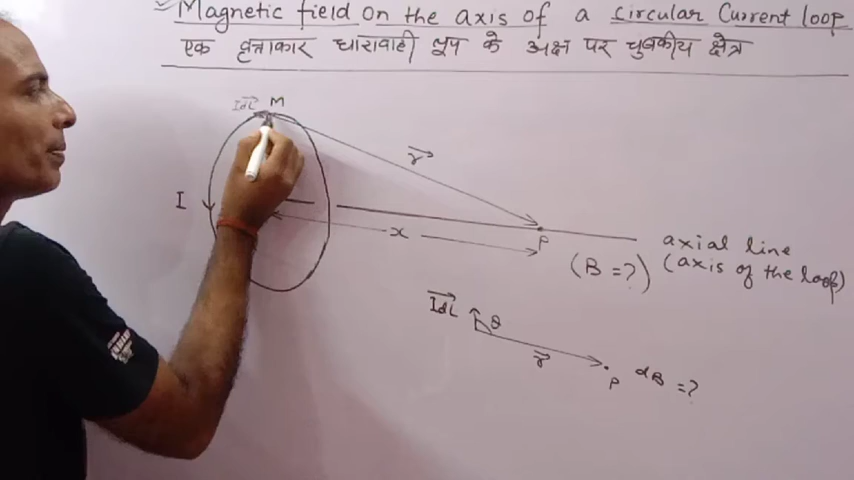 Magnetic field on the axis of a circular Current loop
एक वृत्ताकार धारावाही लूप के अक्ष पर चुबकीय क्षेत्र
IdL M
r
I
x
P
axial line
(B = ?) (axis of the loop)
IdL θ
r
P dB = ?